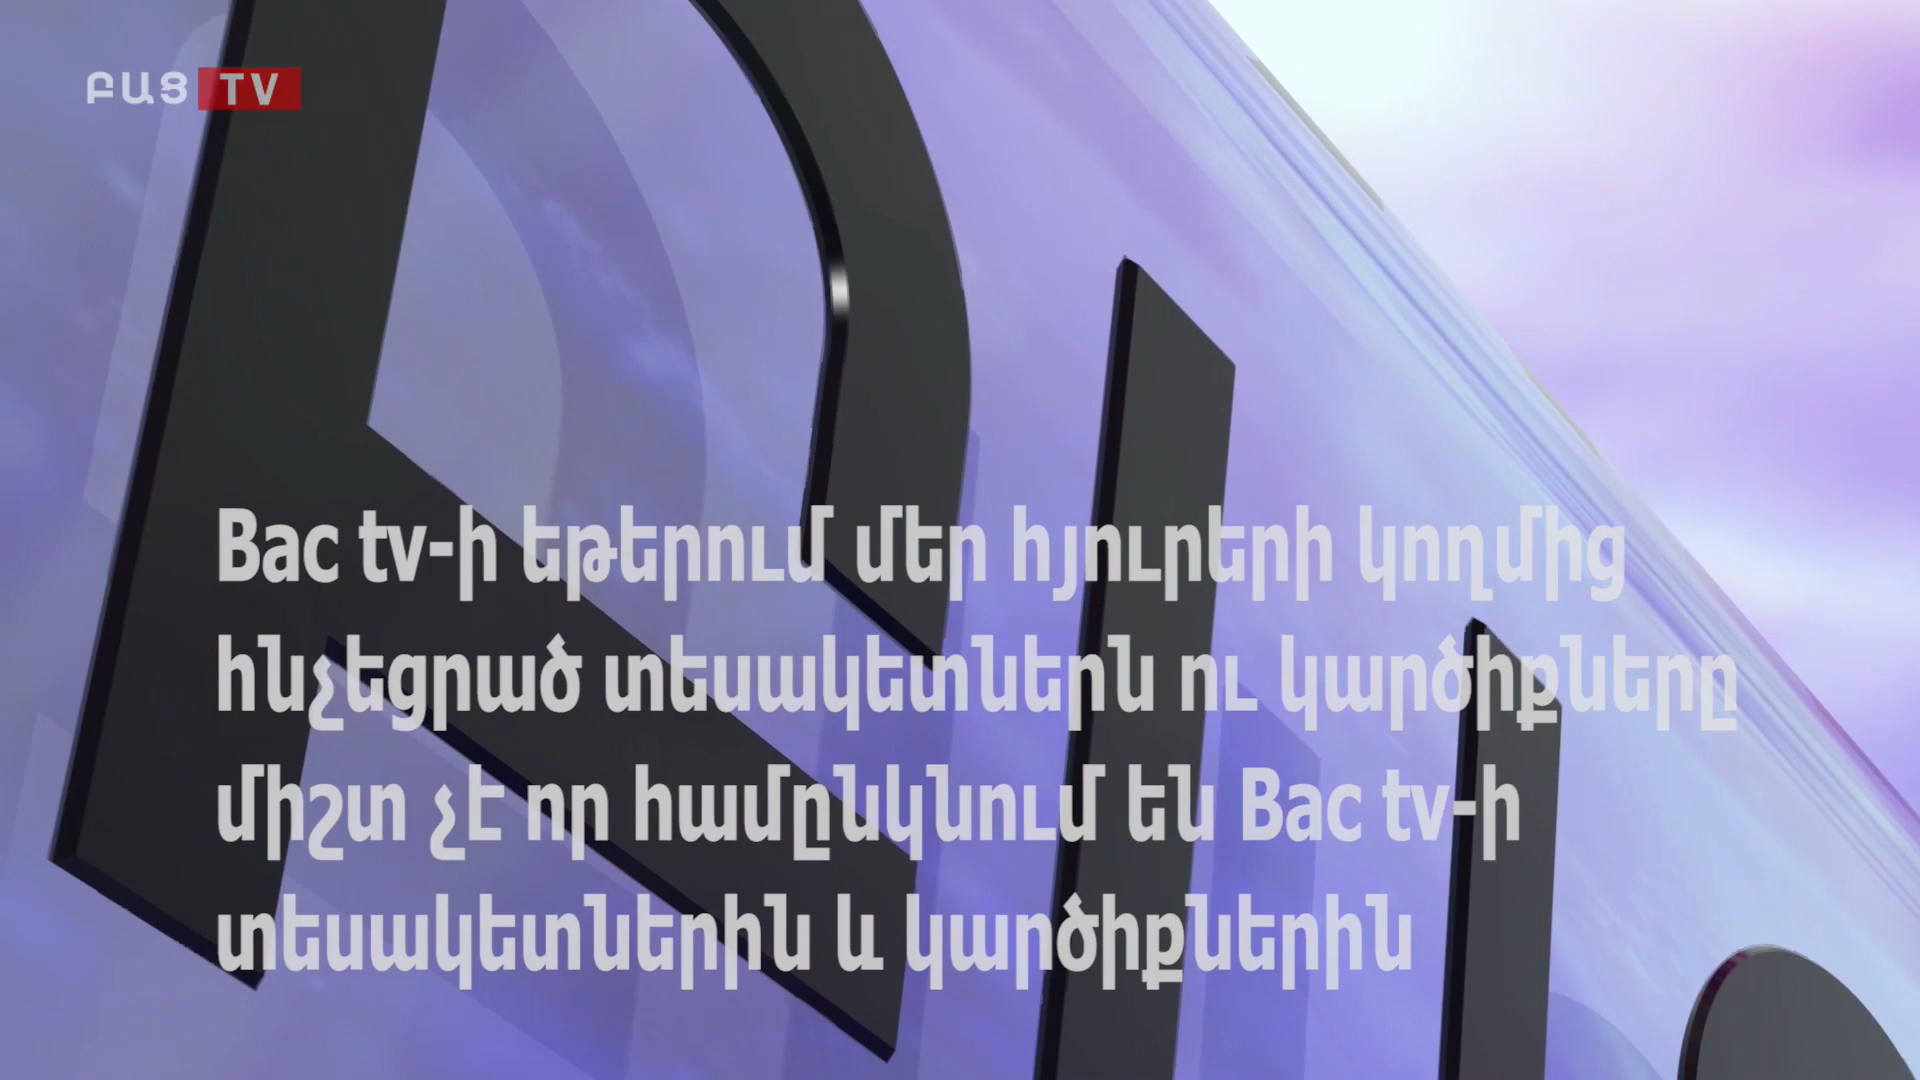 ԲԱՑ TV
Bac tv-ի եթերում մեր հյուրերի կողմից
հնչեցրած տեսակետներն ու կարծիքները
միշտ չէ որ համընկնում են Bac tv-ի
տեսակետներին և կարծիքներին